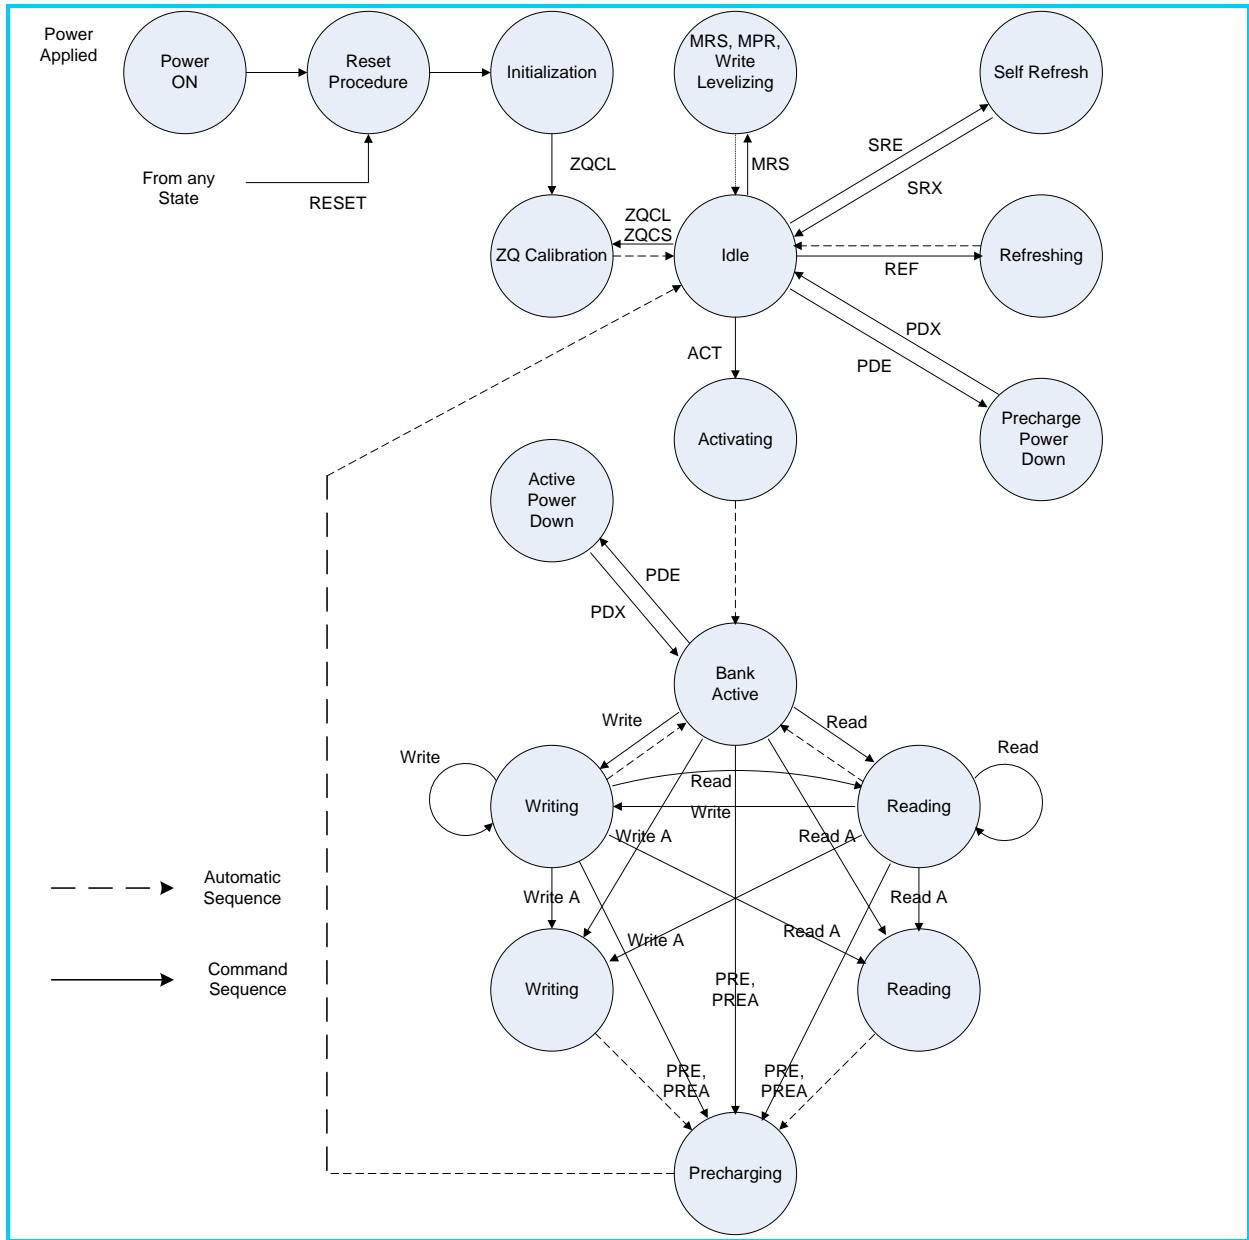 Power
Applied
Power
ON
Reset
Procedure
Initialization
MRS, MPR,
Write
Levelizing
Self Refresh
From any
State
RESET
ZQCL
MRS
SRE
SRX
ZQCL
ZQCS
ZQ Calibration
Idle
REF
Refreshing
ACT
PDX
PDE
Activating
Precharge
Power
Down
Active
Power
Down
PDE
PDX
Bank
Active
Write
Read
Write
Read
Writing
Read
Write
Reading
Write A
Read A
Automatic
Sequence
Write A
Read A
Write A
Read A
Command
Sequence
Writing
PRE,
PREA
Reading
PRE,
PREA
PRE,
PREA
Precharging